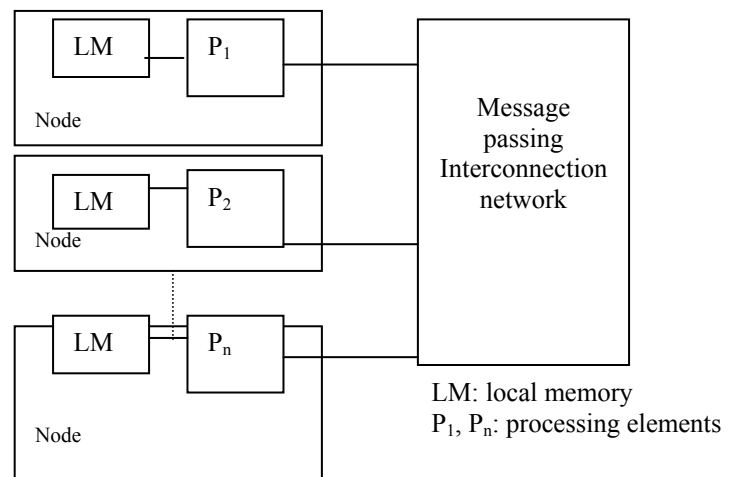 LM
P₁
Node
LM
P₂
Node
LM
Pₙ
Node
Message
passing
Interconnection
network
LM: local memory
P₁, Pₙ: processing elements